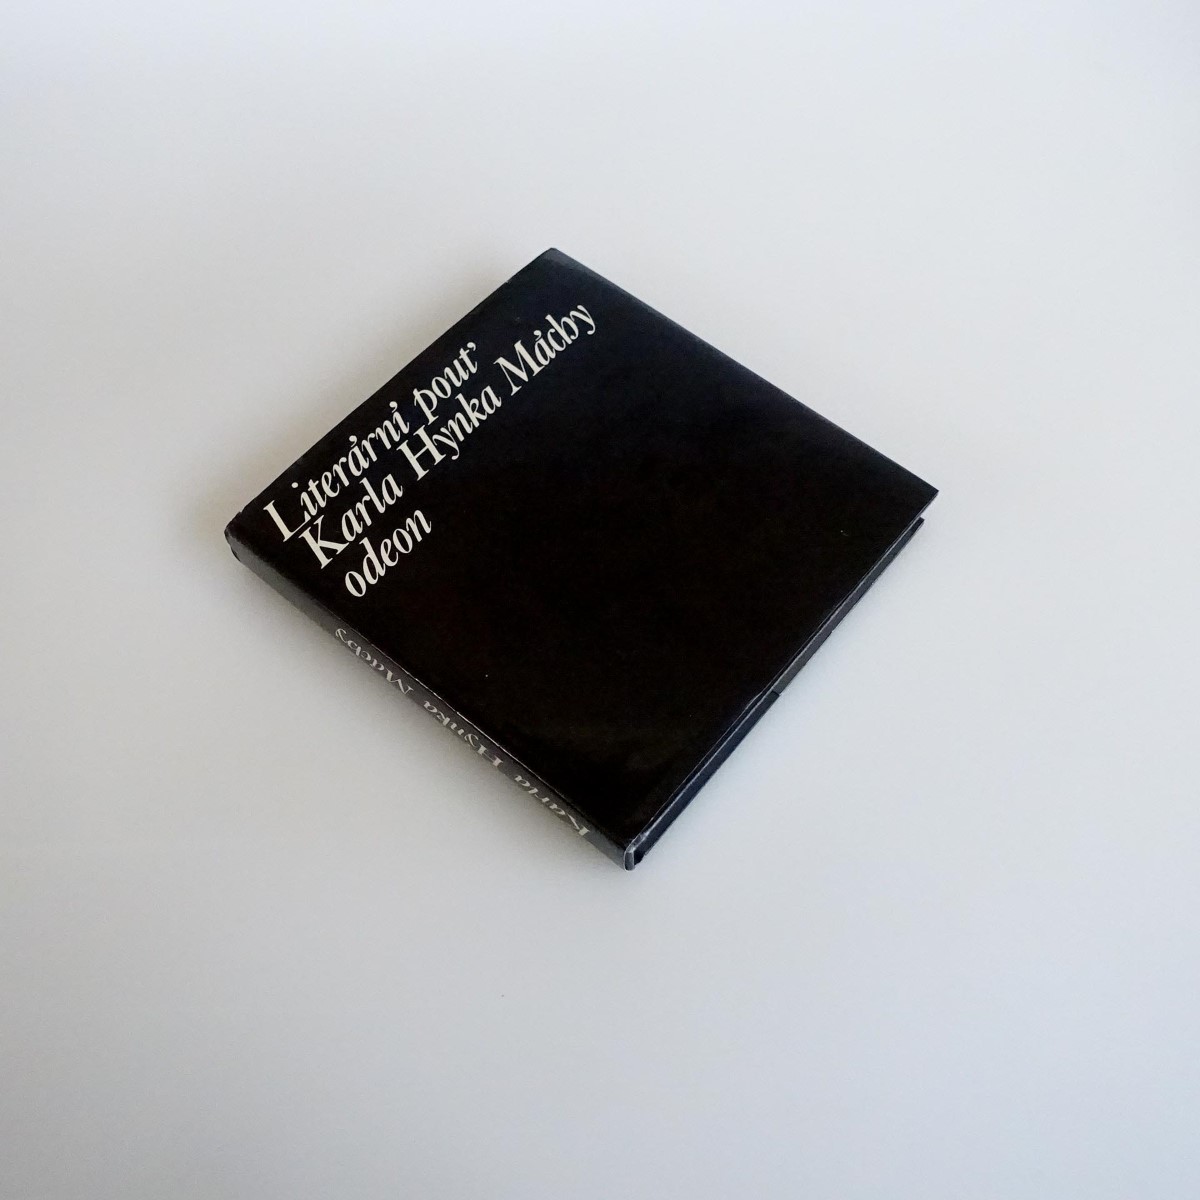 Literární pouť
Karla Hynka Máchy
odeon
Karla Hynka Máchy